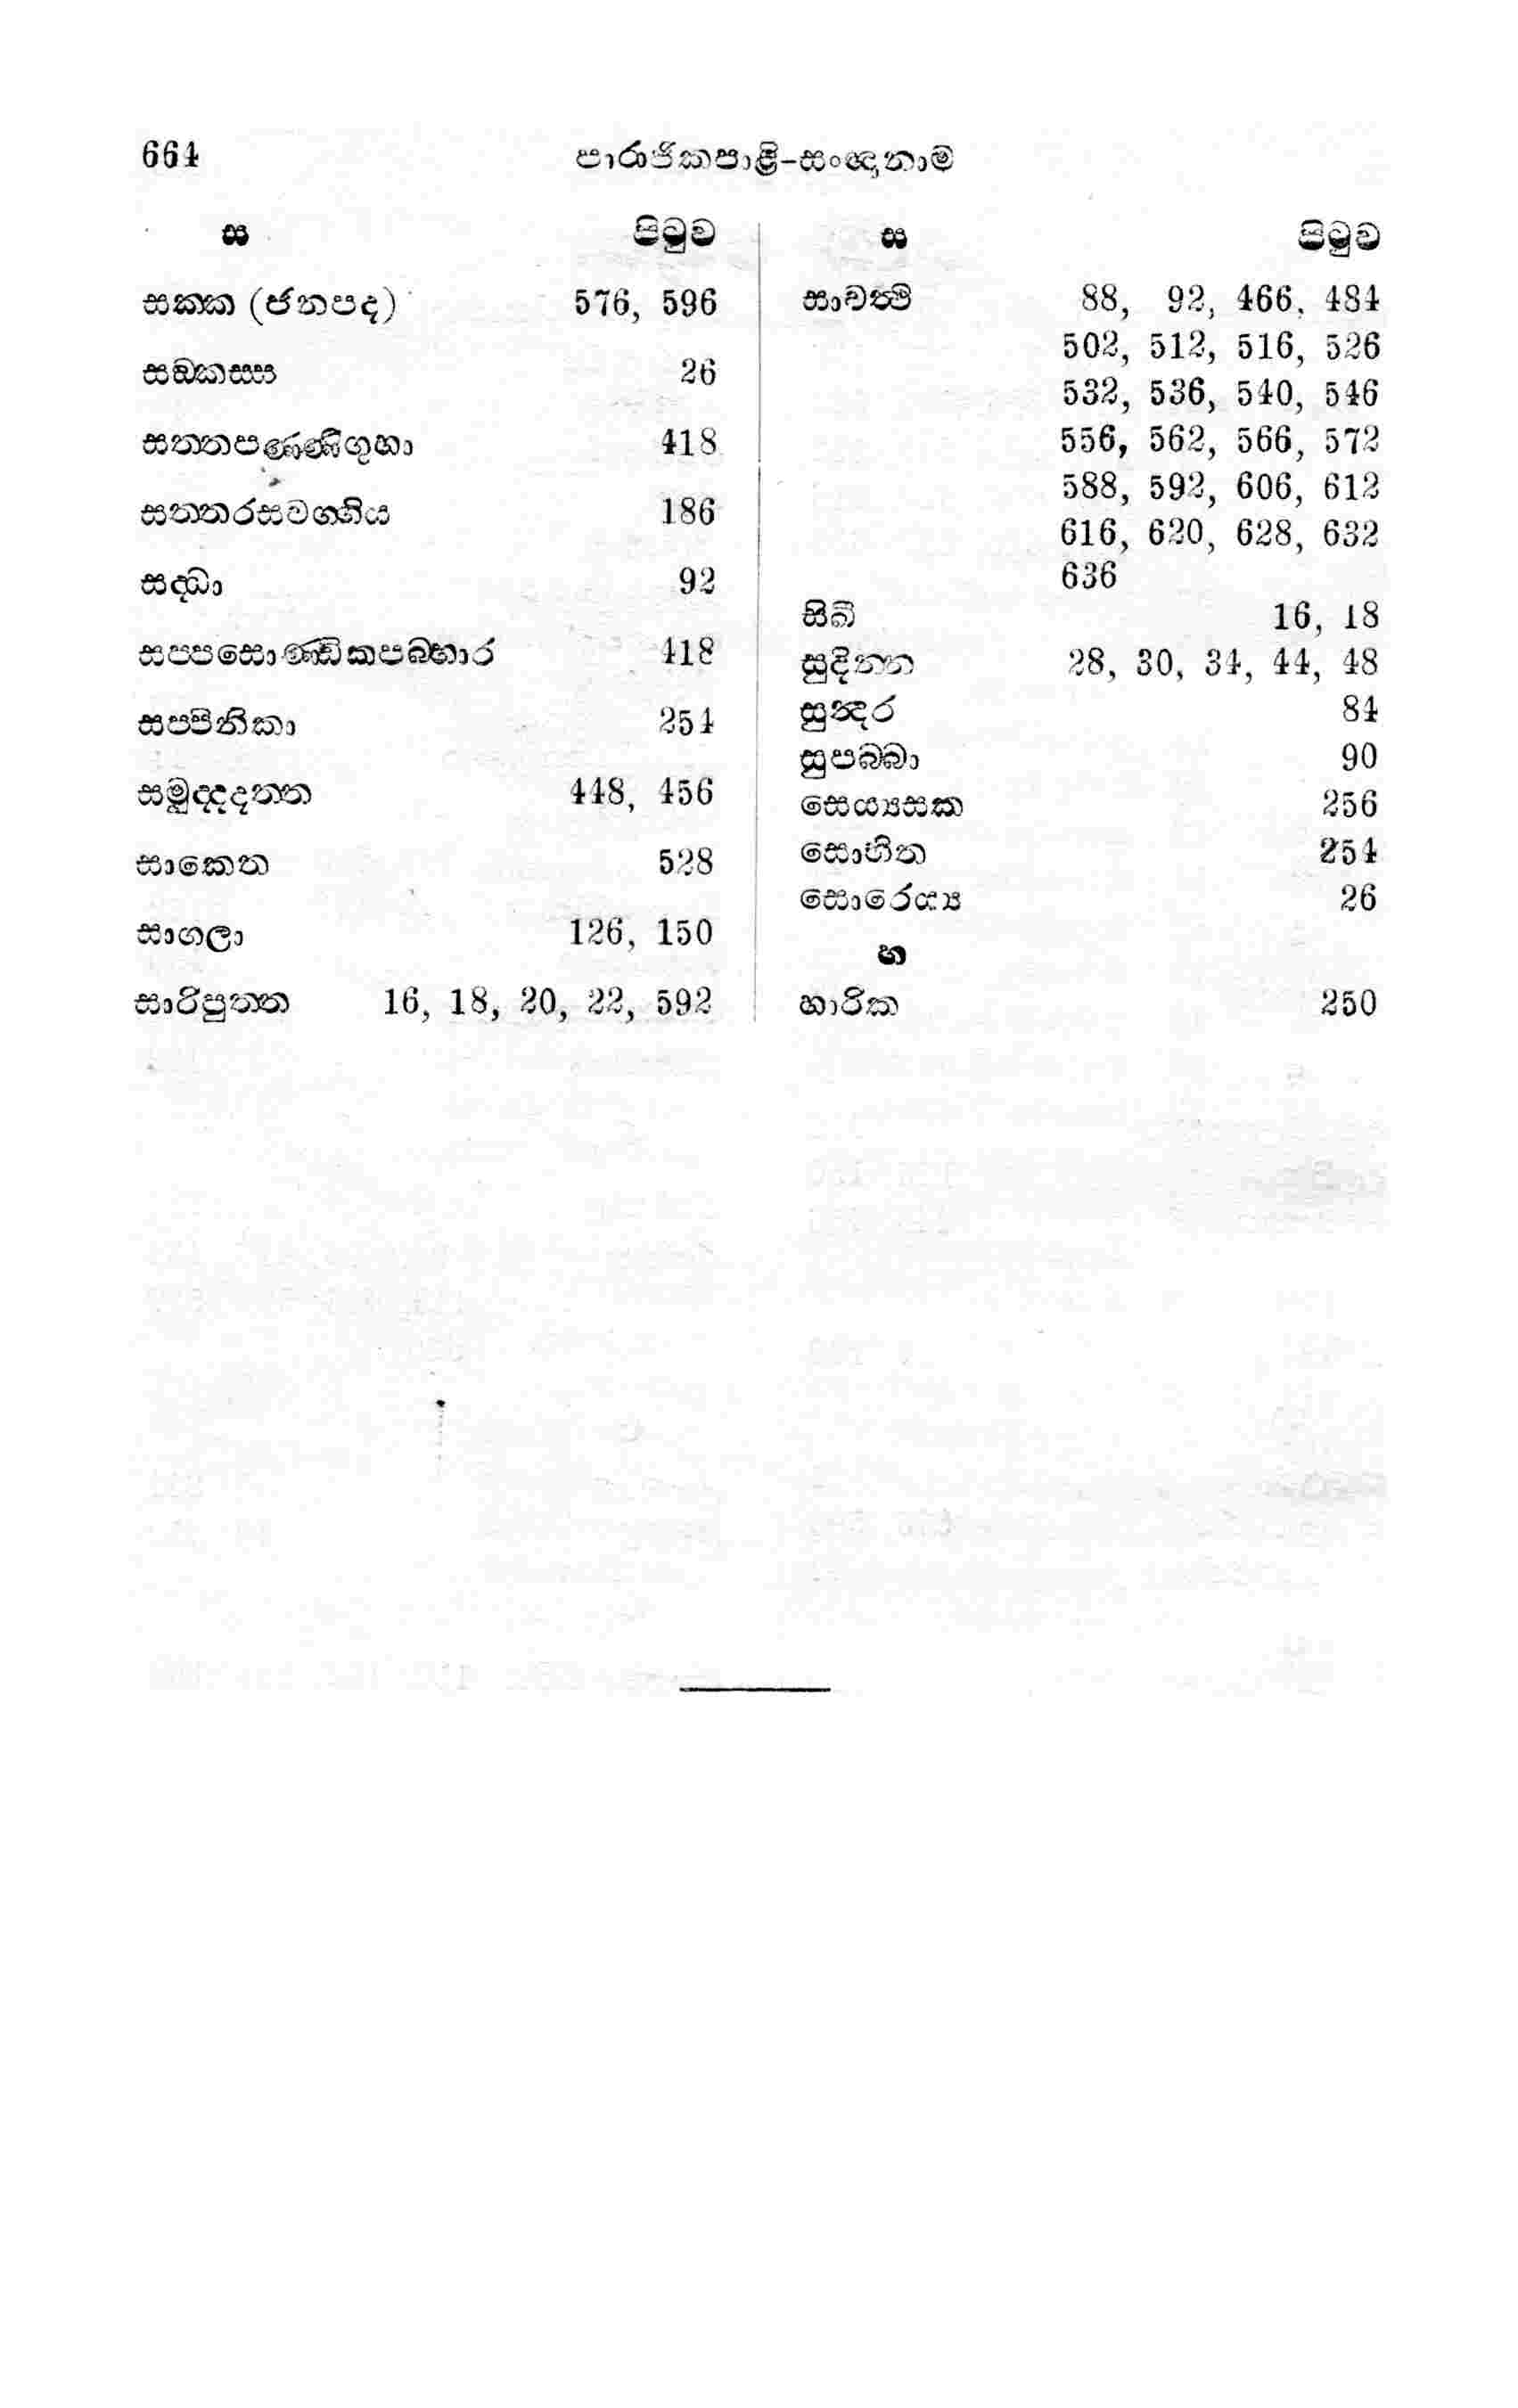 664 පාරාජිකපාළි-සංඥානාම
ස පිටුව
සක්ක (ජනපද) 576, 596
සඞ්කස්ස 26
සත්තපණ්ණිගුහා 418
සත්තරසවග්ගිය 186
සද්ධා 92
සප්පසොණ්ඩිකපබ්භාර 418
සප්පිනිකා 254
සමුද්දදත්ත 448, 456
සාකෙත 528
සාගලා 126, 150
සාරිපුත්ත 16, 18, 20, 22, 592
ස පිටුව
සාවත්ථි 88, 92, 466, 484
502, 512, 516, 526
532, 536, 540, 546
556, 562, 566, 572
588, 592, 606, 612
616, 620, 628, 632
636
සිඛී 16, 18
සුදින්න 28, 30, 34, 44, 48
සුන්දර 84
සුපබ්බා 90
සෙය්‍යසක 256
සොභිත 254
සොරෙය්‍ය 26
හ
හාරික 250